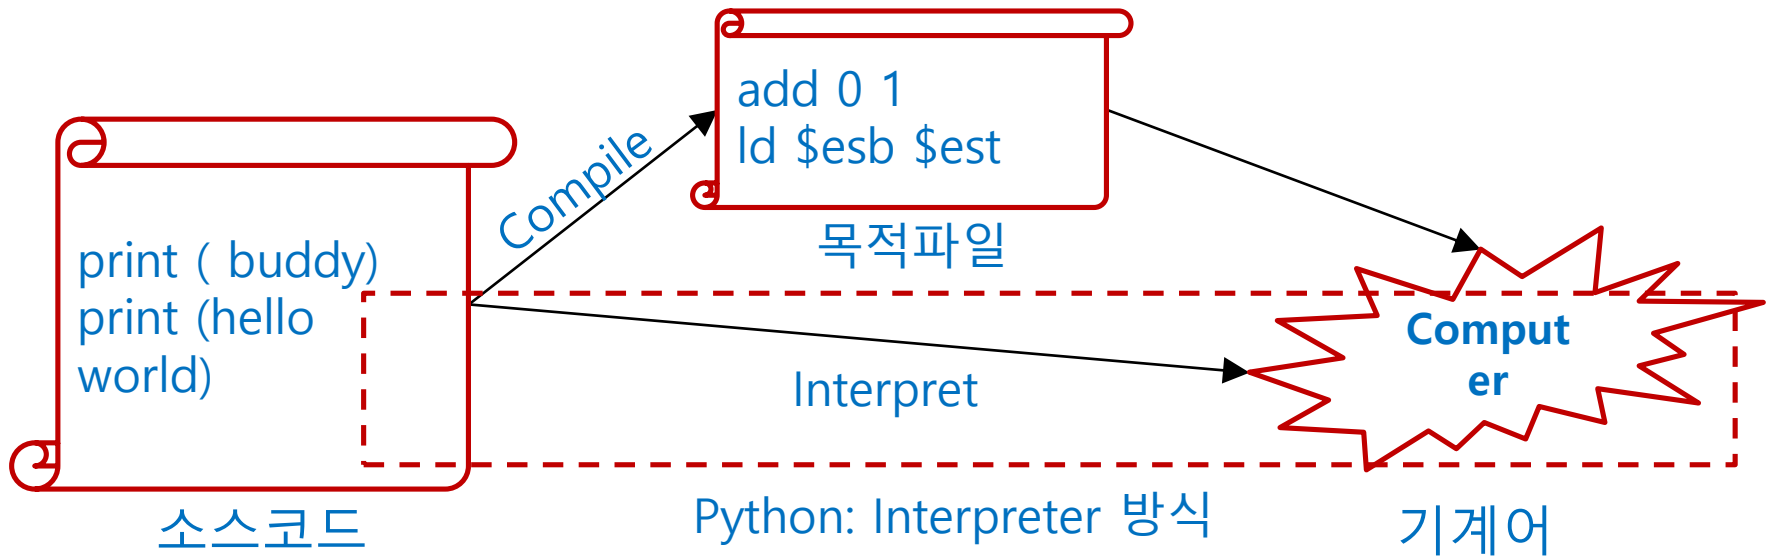 add 0 1
ld $esb $est
목적파일
Compile
print ( buddy)
print (hello
world)
소스코드
Interpret
Python: Interpreter 방식
Comput
er
기계어